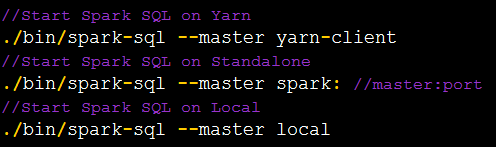 //Start Spark SQL on Yarn
./bin/spark-sql --master yarn-client
//Start Spark SQL on Standalone
./bin/spark-sql --master spark: //master:port
//Start Spark SQL on Local
./bin/spark-sql --master local